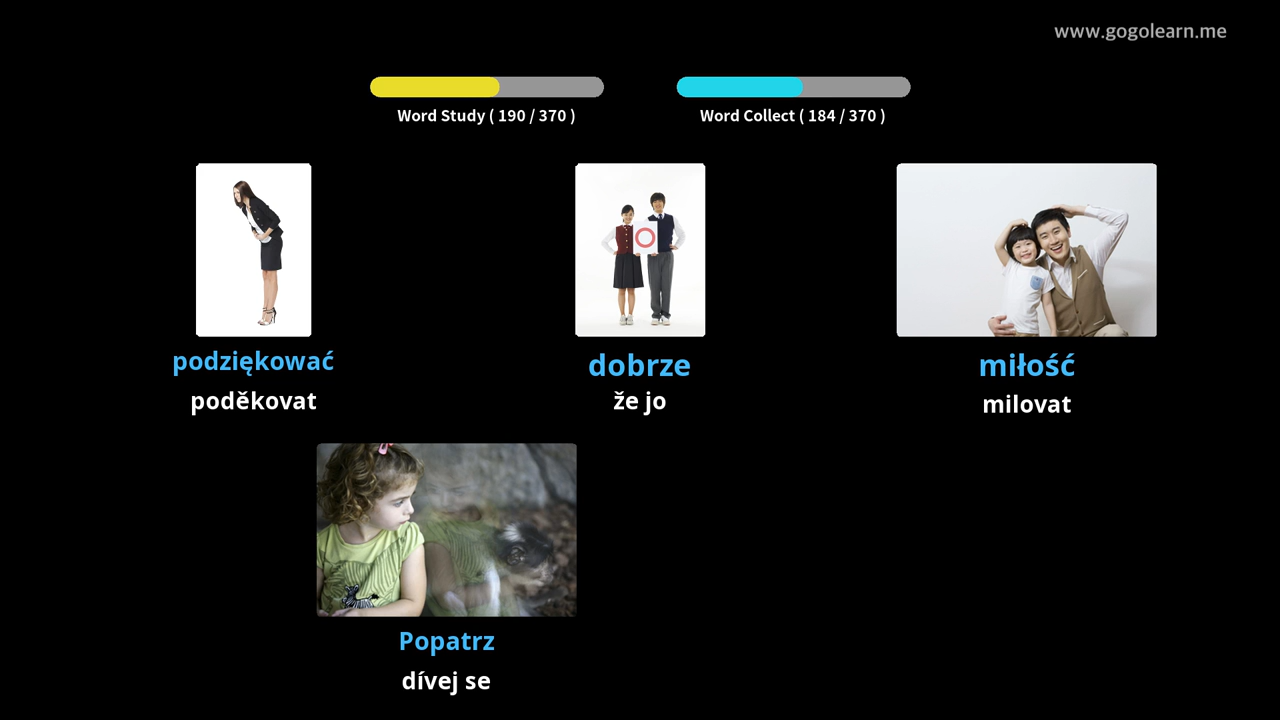 www.gogolearn.me
Word Study ( 190 / 370 )
Word Collect ( 184 / 370 )
podziękować
poděkovat
dobrze
že jo
miłość
milovat
Popatrz
dívej se